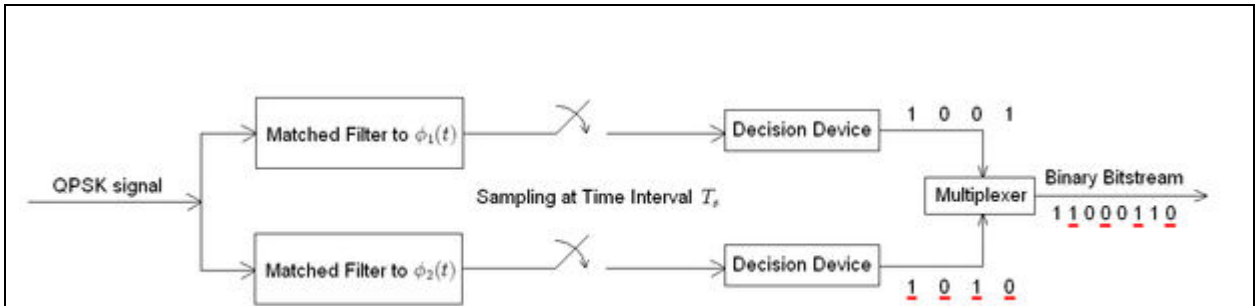 1 0 0 1
Matched Filter to ϕ₁(t)
Decision Device
QPSK signal
Sampling at Time Interval Tₛ
Multiplexer
Binary Bitstream
1 1 0 0 0 1 1 0
Matched Filter to ϕ₂(t)
Decision Device
1 0 1 0